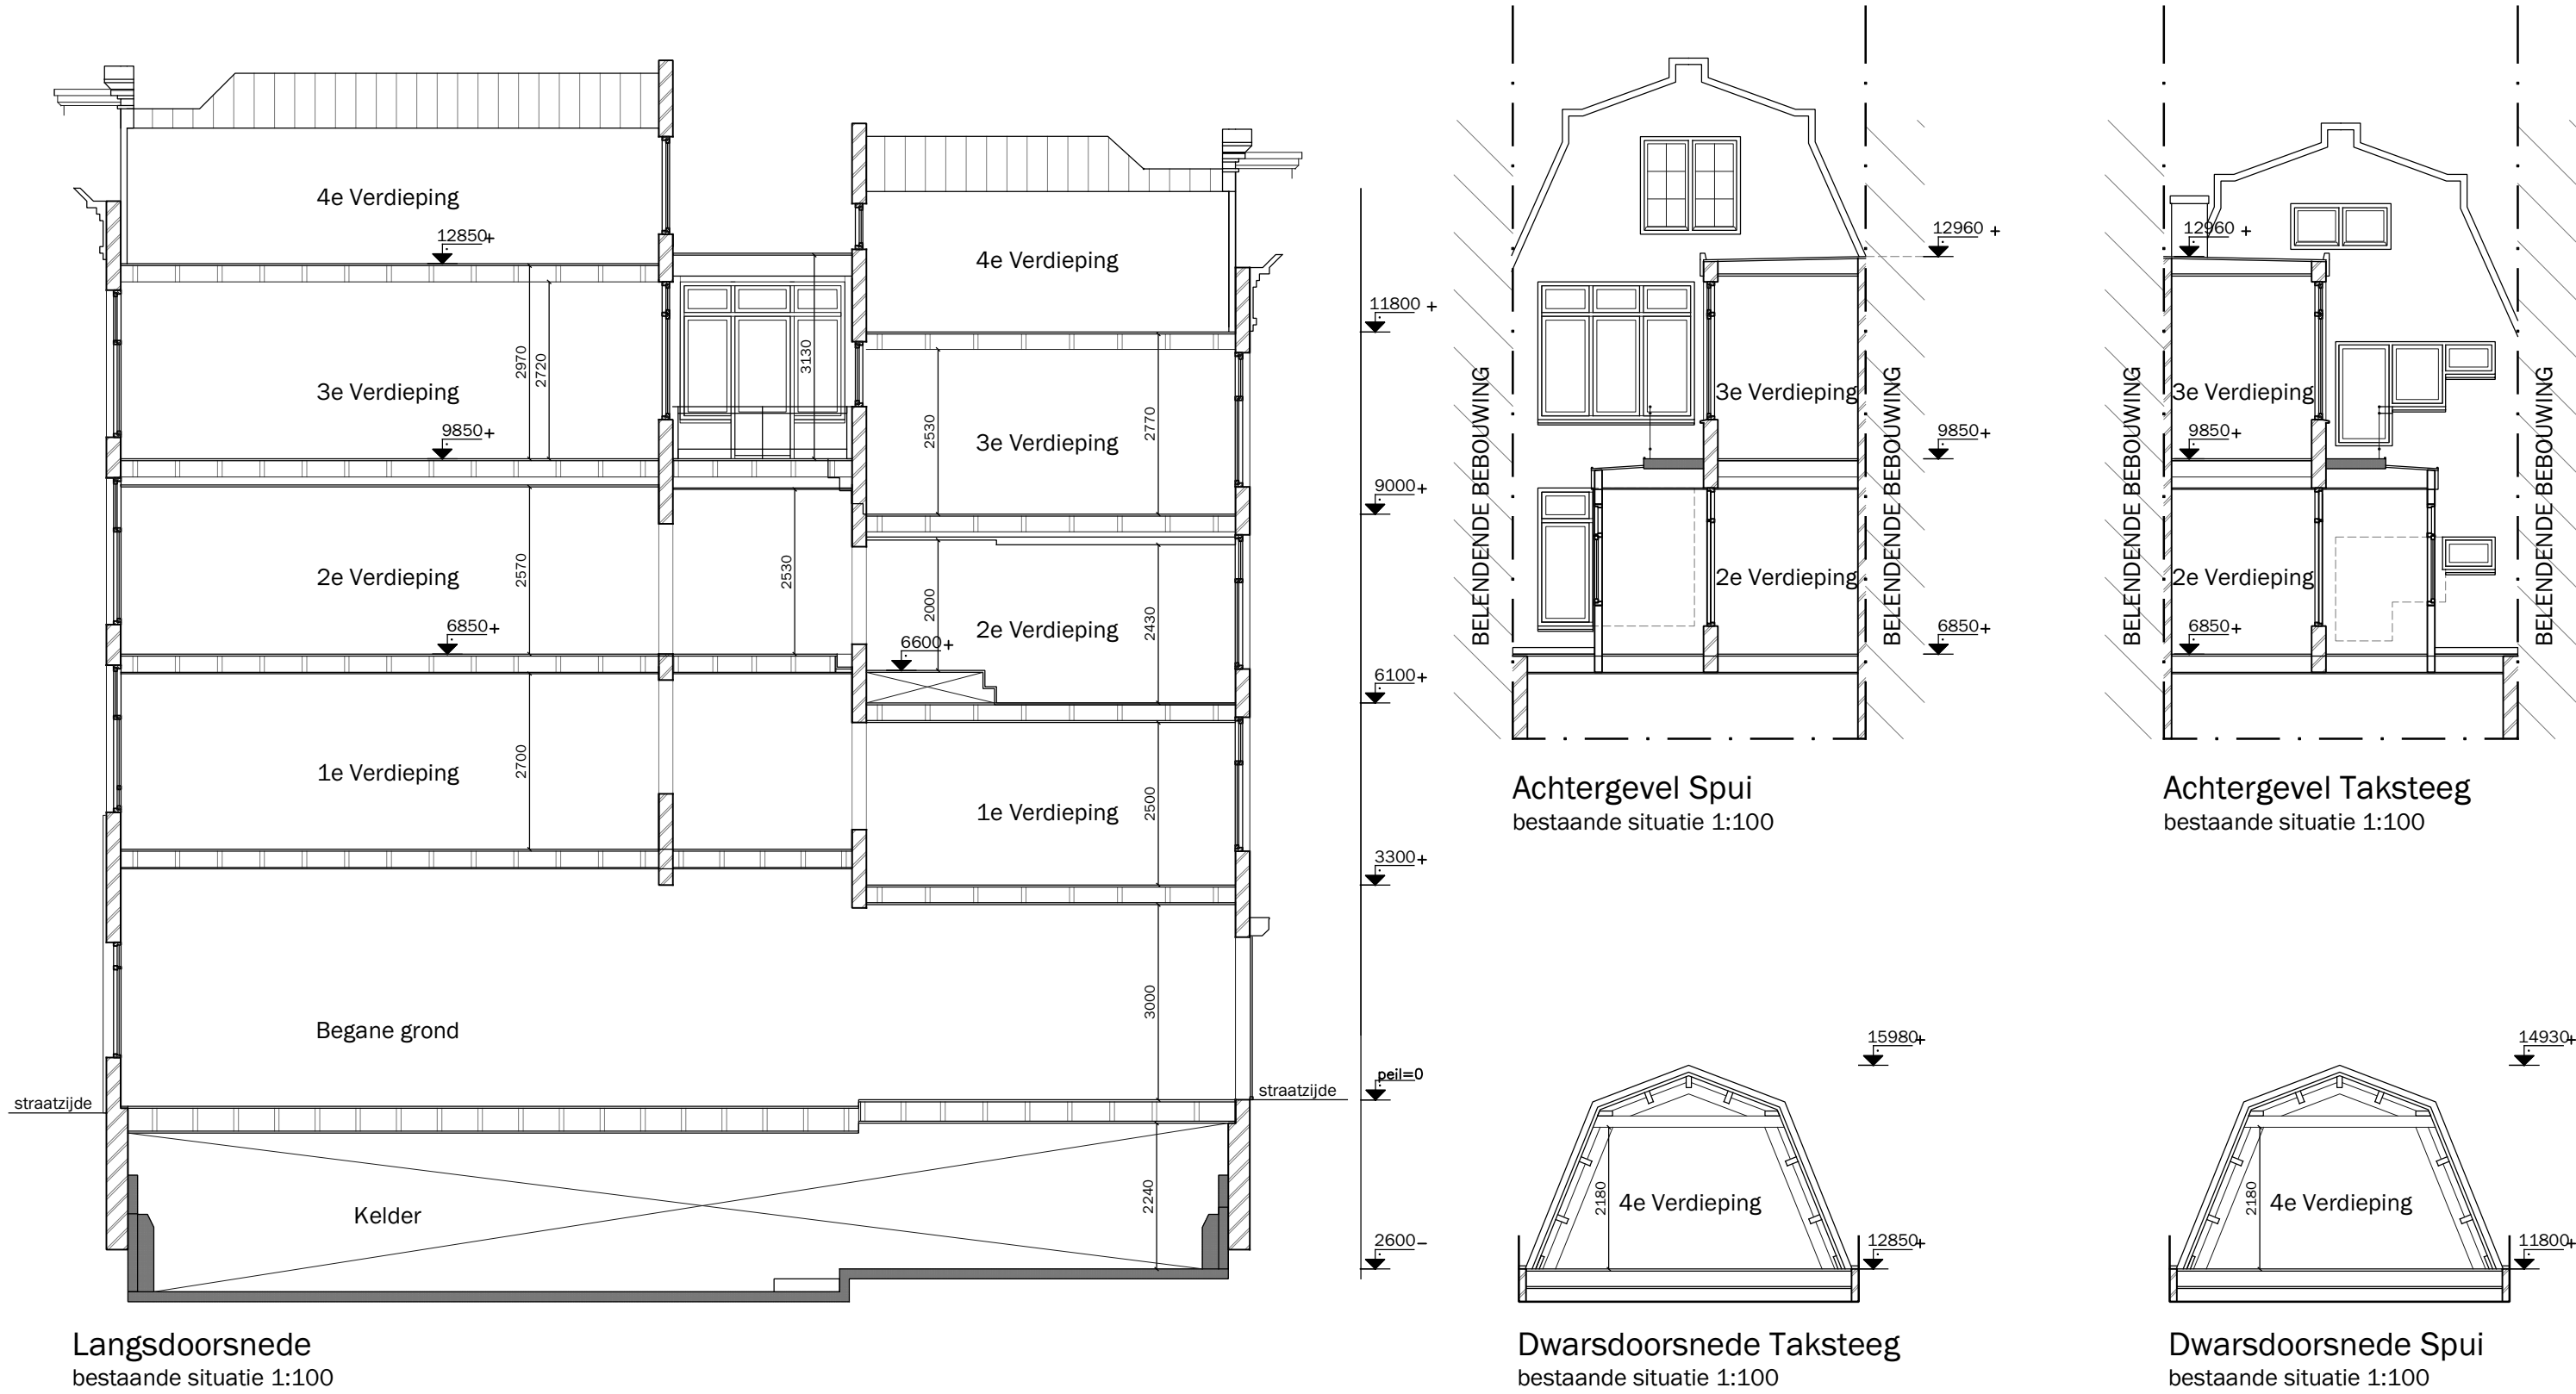 4e Verdieping
12850+
2970
2720
3e Verdieping
9850+
2570
2e Verdieping
6850+
2700
1e Verdieping
Begane grond
straatzijde
Kelder
3130
2530
4e Verdieping
2530
2770
3e Verdieping
2000
2430
6600+
2e Verdieping
2500
1e Verdieping
3000
straatzijde
2240
11800 +
9000+
6100+
3300+
peil=0
2600-
Langsdoorsnede
bestaande situatie 1:100
BELENDENDE BEBOUWING
3e Verdieping
2e Verdieping
BELENDENDE BEBOUWING
12960 +
9850+
6850+
Achtergevel Spui
bestaande situatie 1:100
BELENDENDE BEBOUWING
12960 +
3e Verdieping
9850+
2e Verdieping
6850+
BELENDENDE BEBOUWING
Achtergevel Taksteeg
bestaande situatie 1:100
15980+
2180
4e Verdieping
12850+
Dwarsdoorsnede Taksteeg
bestaande situatie 1:100
14930+
2180
4e Verdieping
11800+
Dwarsdoorsnede Spui
bestaande situatie 1:100